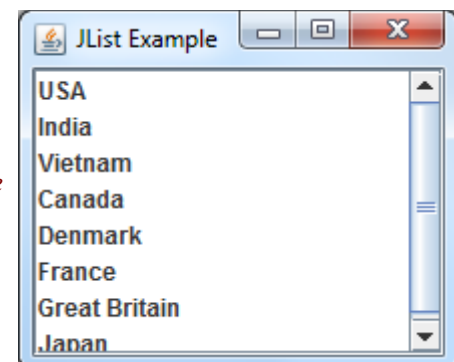 JList Example
USA
India
Vietnam
Canada
Denmark
France
Great Britain
Japan